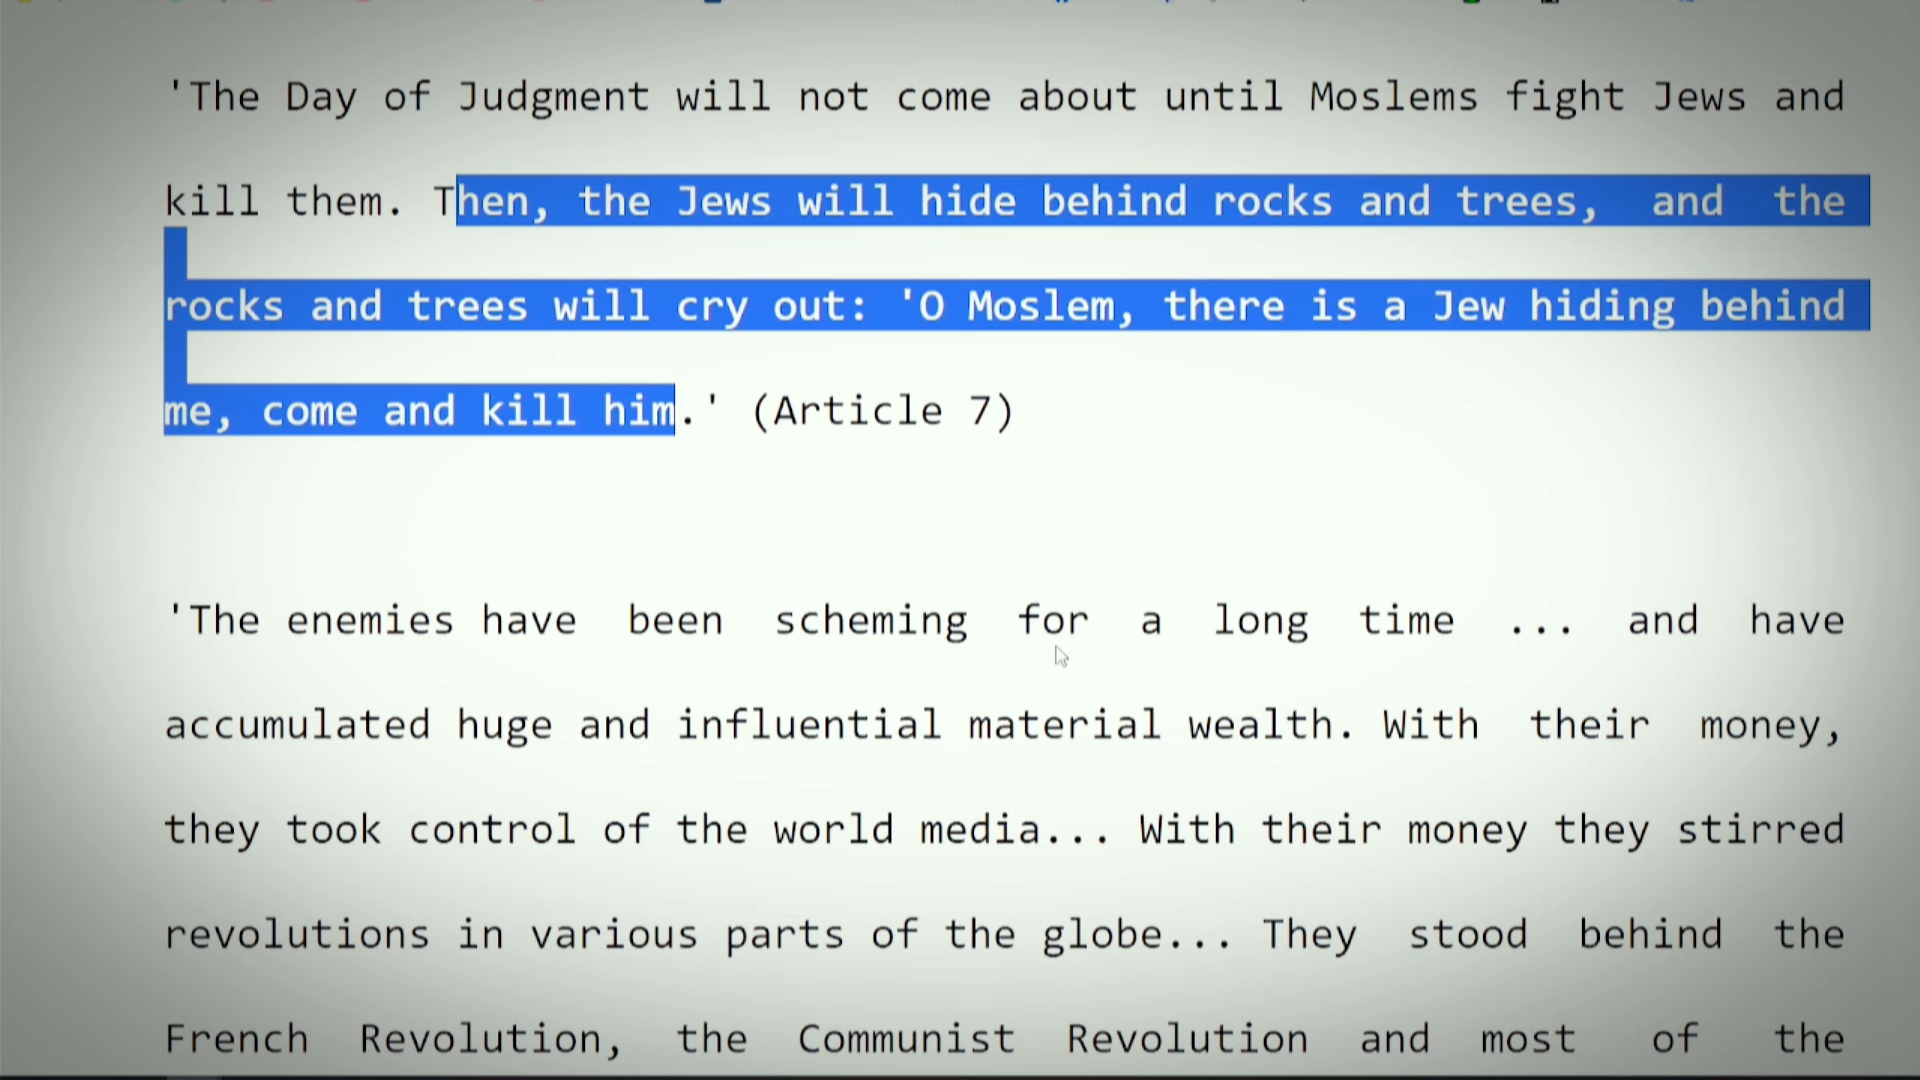 'The Day of Judgment will not come about until Moslems fight Jews and
kill them. Then, the Jews will hide behind rocks and trees, and the
rocks and trees will cry out: 'O Moslem, there is a Jew hiding behind
me, come and kill him.' (Article 7)
'The enemies have been scheming for a long time ... and have
accumulated huge and influential material wealth. With their money,
they took control of the world media... With their money they stirred
revolutions in various parts of the globe... They stood behind the
French Revolution, the Communist Revolution and most of the